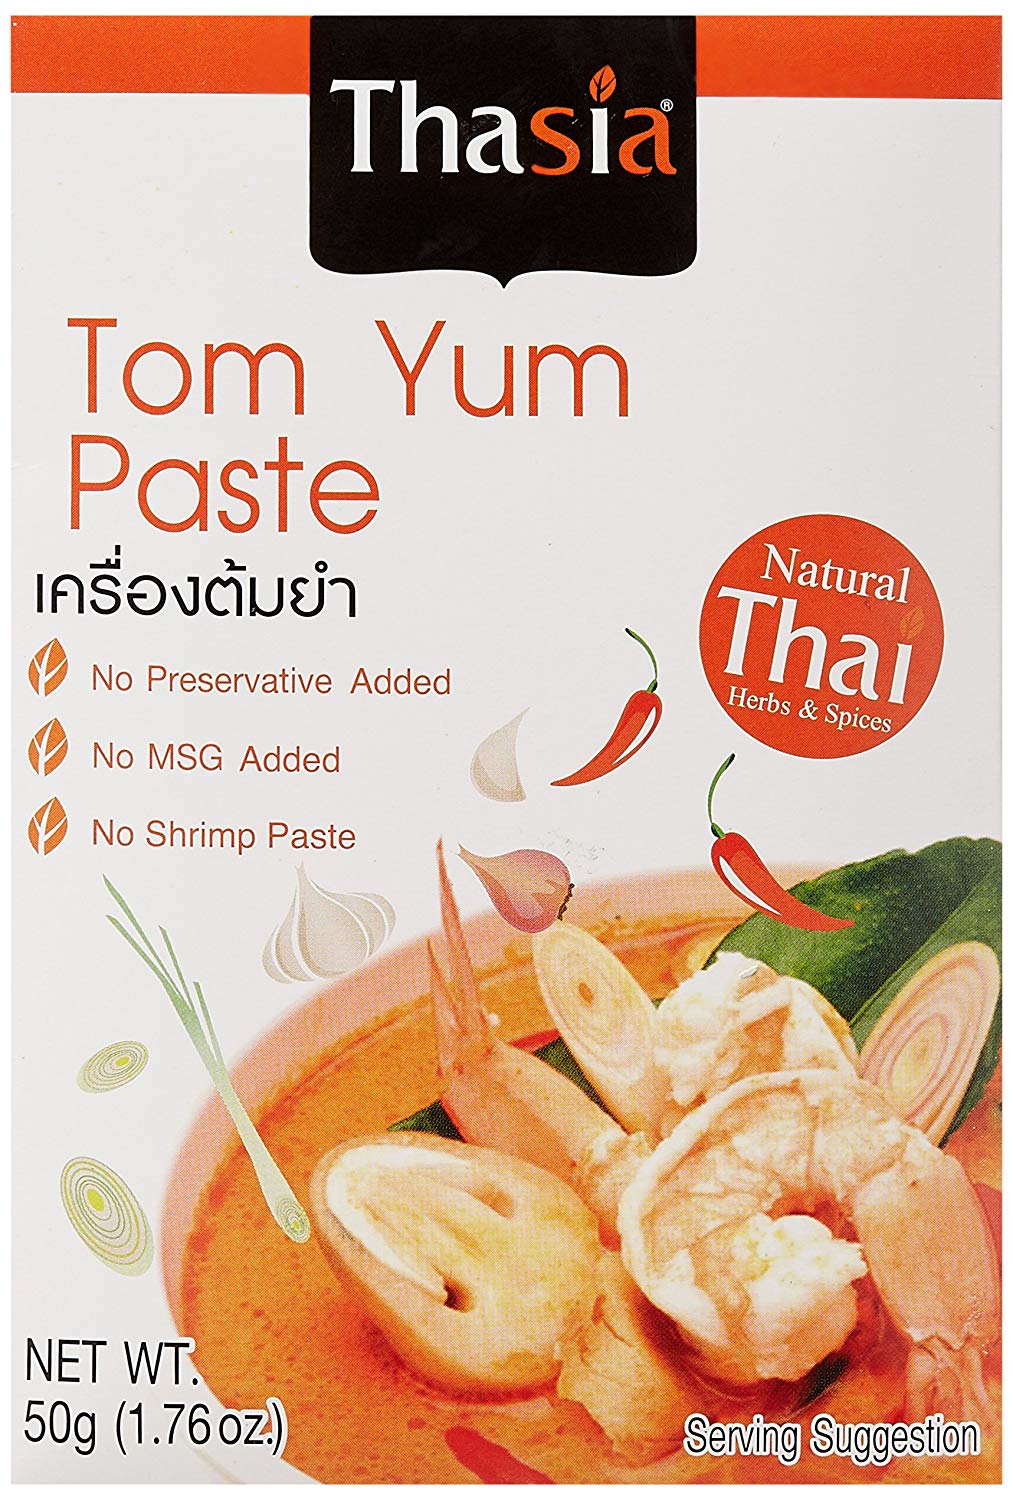 Thasia®
Tom Yum
Paste
เครื่องต้มยำ
No Preservative Added
No MSG Added
No Shrimp Paste
Natural
Thai
Herbs & Spices
NET WT.
50g (1.76 oz.)
Serving Suggestion